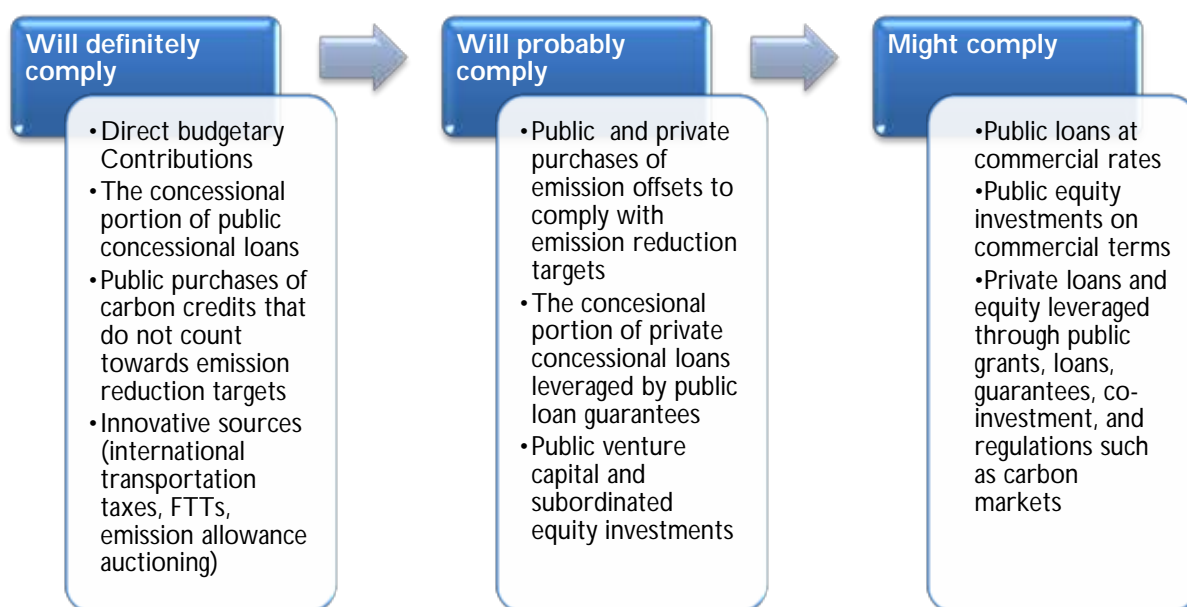 Will definitely
comply
•Direct budgetary
Contributions
•The concessional
portion of public
concessional loans
•Public purchases of
carbon credits that
do not count
towards emission
reduction targets
•Innovative sources
(international
transportation
taxes, FTTs,
emission allowance
auctioning)
Will probably
comply
•Public and private
purchases of
emission offsets to
comply with
emission reduction
targets
•The concesional
portion of private
concessional loans
leveraged by public
loan guarantees
•Public venture
capital and
subordinated
equity investments
Might comply
•Public loans at
commercial rates
•Public equity
investments on
commercial terms
•Private loans and
equity leveraged
through public
grants, loans,
guarantees, co-
investment, and
regulations such
as carbon
markets